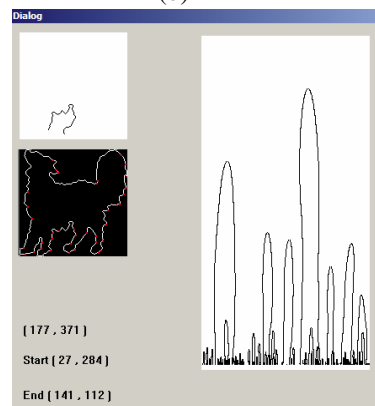 Dialog
( 177 , 371 )
Start ( 27 , 284 )
End ( 141 , 112 )